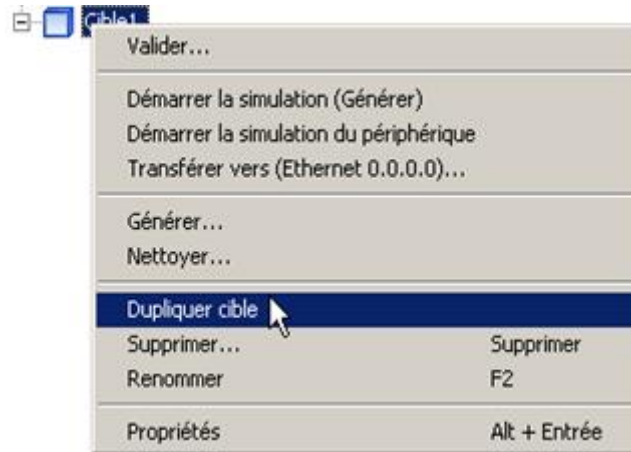 Cible1
Valider...
Démarrer la simulation (Générer)
Démarrer la simulation du périphérique
Transférer vers (Ethernet 0.0.0.0)...
Générer...
Nettoyer...
Dupliquer cible
Supprimer... Supprimer
Renommer F2
Propriétés Alt + Entrée